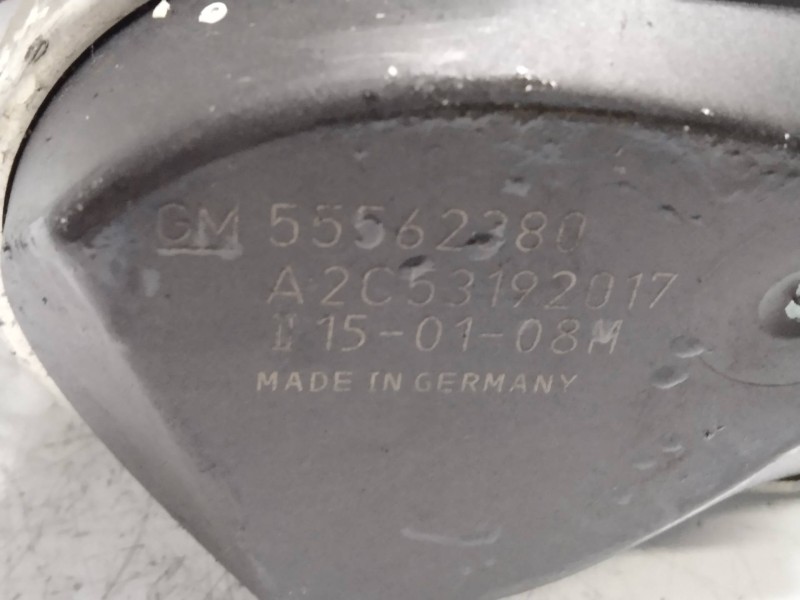 GM 55562380
A2C53192017
I 15-01-08M
MADE IN GERMANY